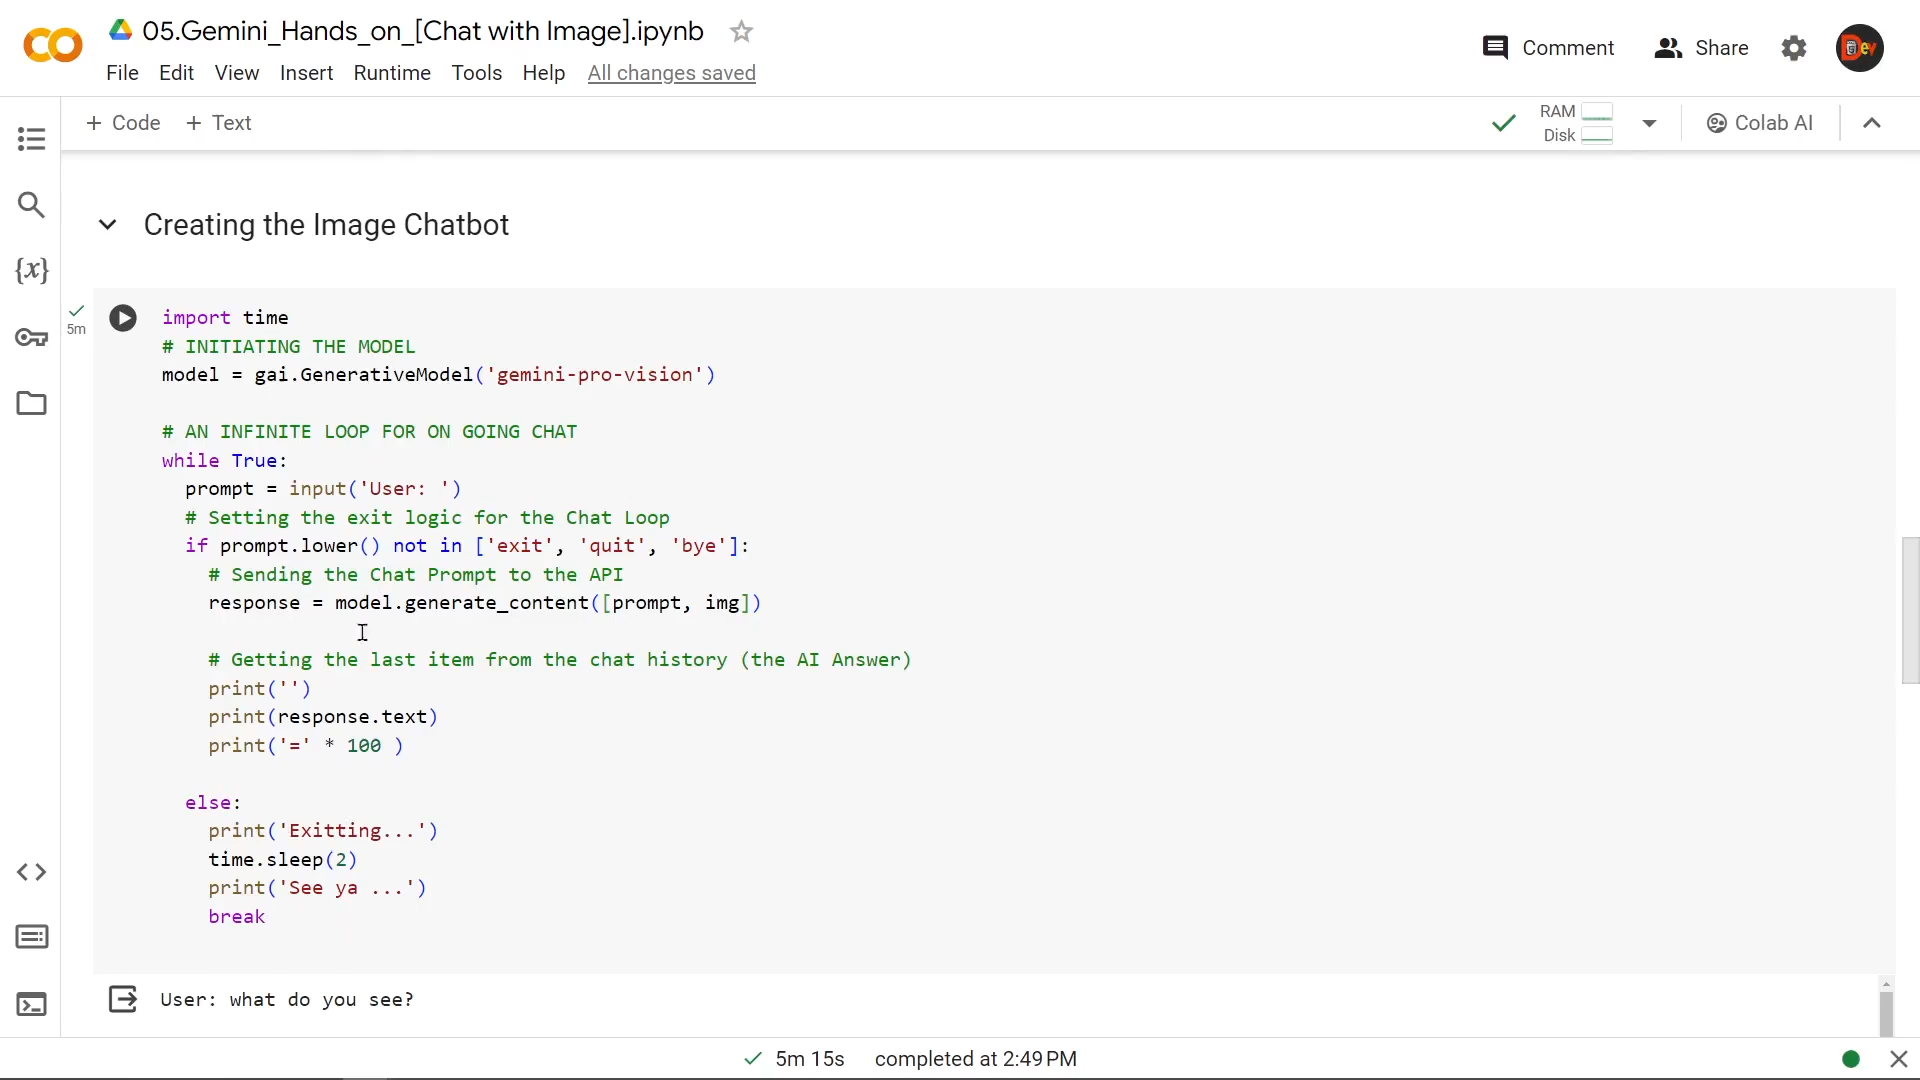 05.Gemini_Hands_on_[Chat with Image].ipynb
File Edit View Insert Runtime Tools Help All changes saved
Comment Share
Dev
+ Code + Text
RAM
Disk
Colab AI
{x}
Creating the Image Chatbot
5m
import time
# INITIATING THE MODEL
model = gai.GenerativeModel('gemini-pro-vision')
# AN INFINITE LOOP FOR ON GOING CHAT
while True:
prompt = input('User: ')
# Setting the exit logic for the Chat Loop
if prompt.lower() not in ['exit', 'quit', 'bye']:
# Sending the Chat Prompt to the API
response = model.generate_content([prompt, img])
# Getting the last item from the chat history (the AI Answer)
print('')
print(response.text)
print('=' * 100 )
else:
print('Exitting...')
time.sleep(2)
print('See ya ...')
break
User: what do you see?
5m 15s completed at 2:49 PM